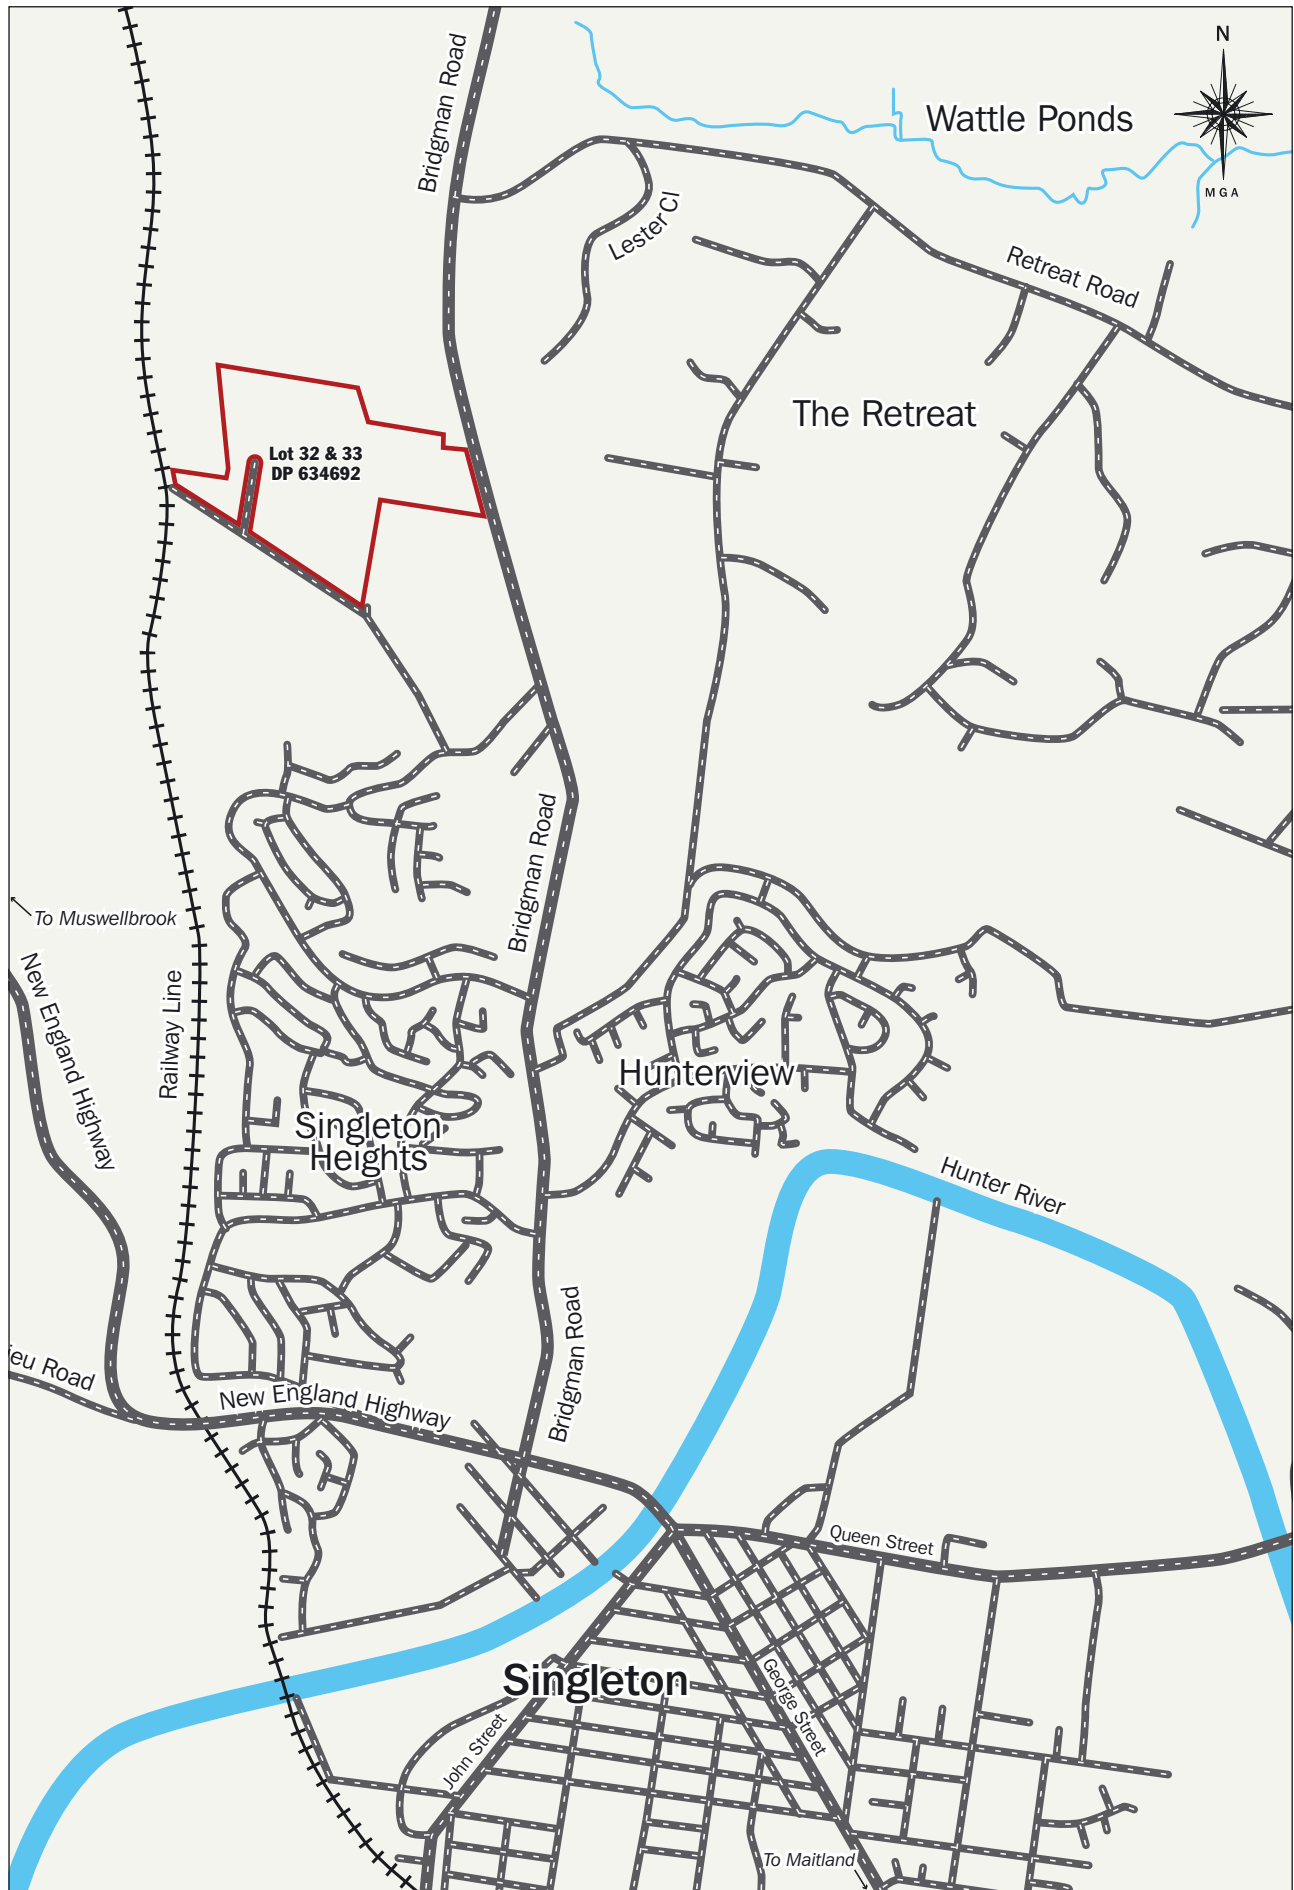 N
MGA
Bridgman Road
Wattle Ponds
Lester Cl
Retreat Road
The Retreat
Lot 32 & 33
DP 634692
Bridgman Road
To Muswellbrook
New England Highway
Railway Line
Hunterview
Singleton
Heights
Hunter River
Bridgman Road
ieu Road
New England Highway
Queen Street
Singleton
George Street
John Street
To Maitland